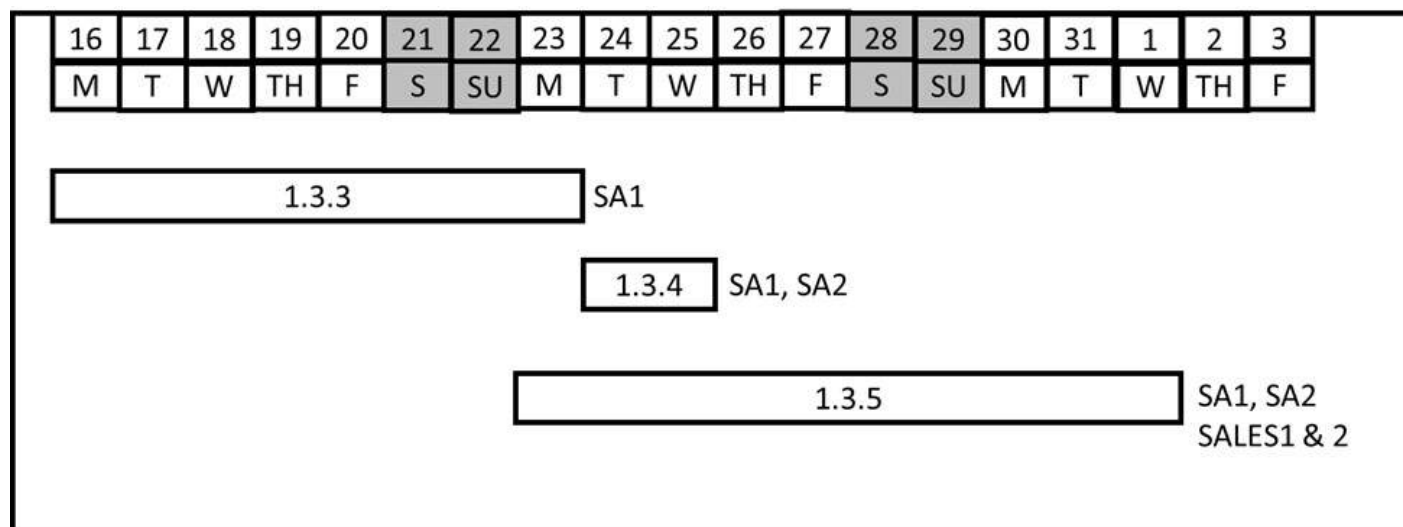 16 17 18 19 20 21 22 23 24 25 26 27 28 29 30 31 1 2 3
M T W TH F S SU M T W TH F S SU M T W TH F
1.3.3 SA1
1.3.4 SA1, SA2
1.3.5 SA1, SA2
SALES1 & 2